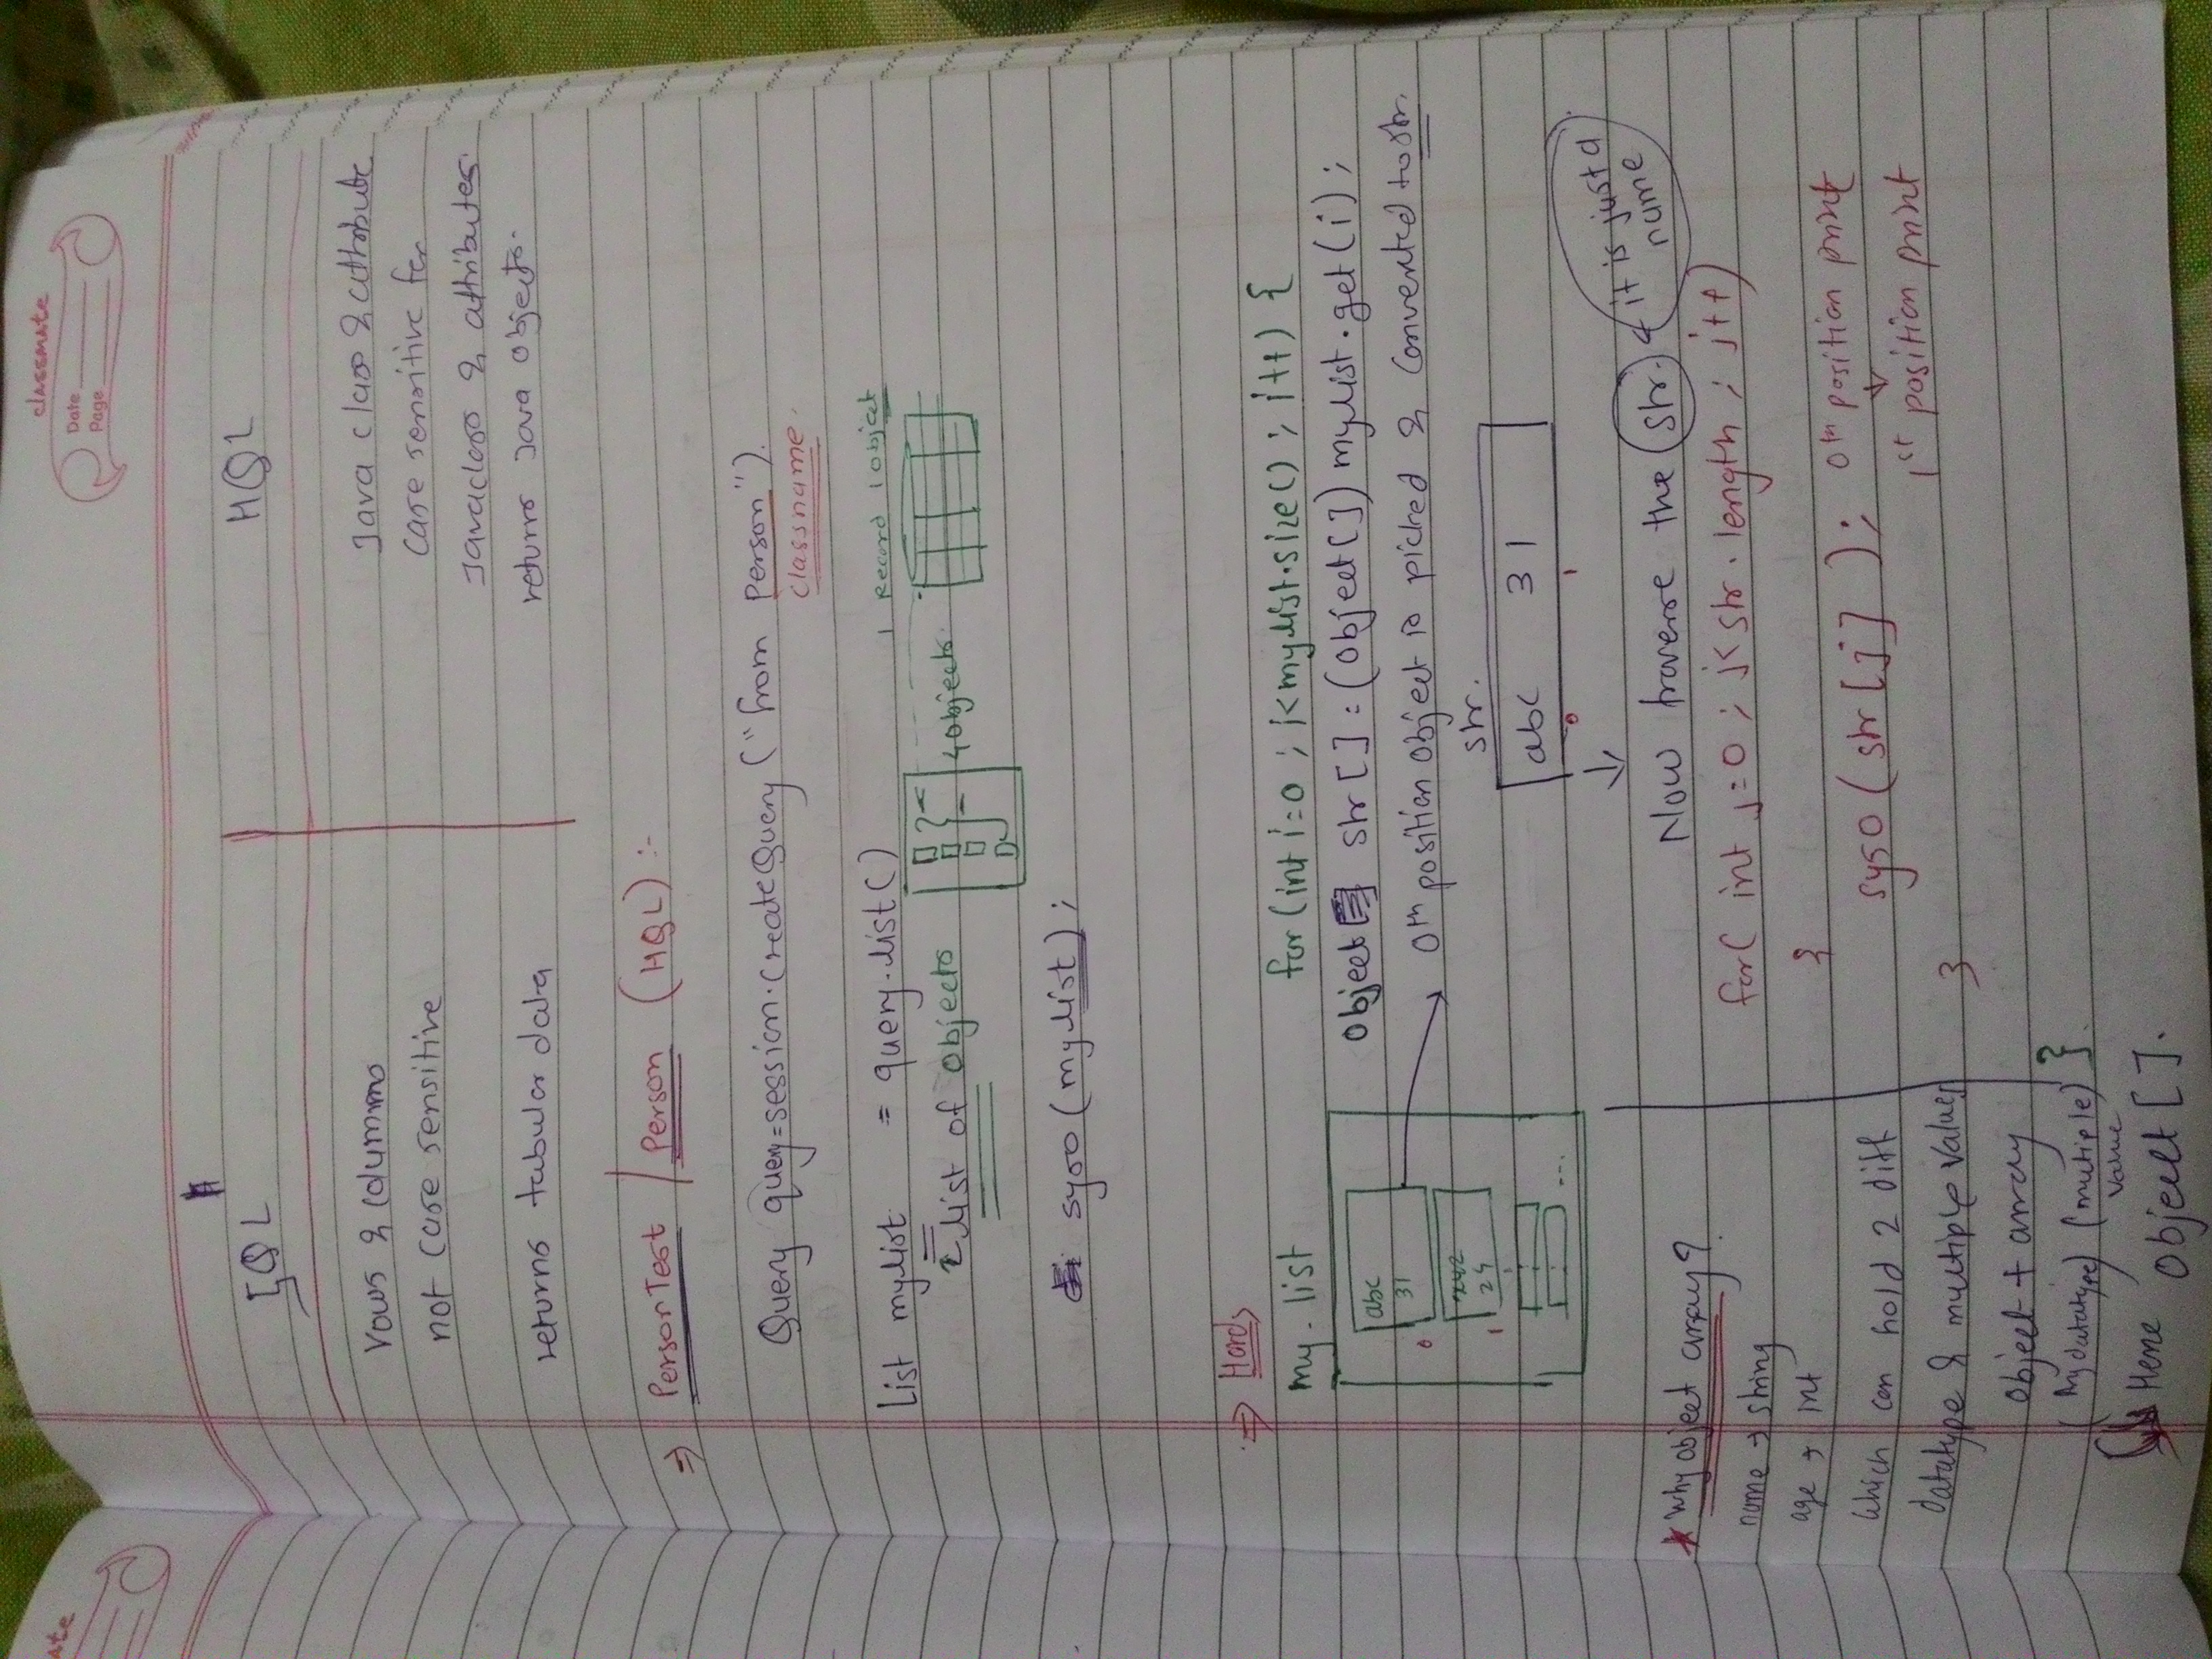 ate
classmate
Date
Page
SQL
HQL
rows & columns
Java class & attribute
not case sensitive
case sensitive for
Javaclass & attributes.
returns tabular data
returns Java objects.
⇒ PersonTest / Person (HQL) :-
Query query=session.createQuery ("from person").
classname.
List mylist = query.list()
1 Record 1 object
list of objects
4 objects
syso (mylist);
⇒ Hard
my.list
for (int i=0 ; i<mylist.size() ; i++) {
Object str [] = (object[]) mylist.get(i);
abc
31
0
0th position object is picked & converted to str.
xyz
24
1
str.
abc 31
0 1
...
Now traverse the str. it is just a
name
* Why object array?
for( int j=0 ; j<str.length ; j++)
name → string
age → int
{
which can hold 2 diff
syso (str [j] ); 0th position print
↓
1st position print
datatype & multiple values
}
object + array
(Any datatype) (multiple) }.
value
Hence object [].